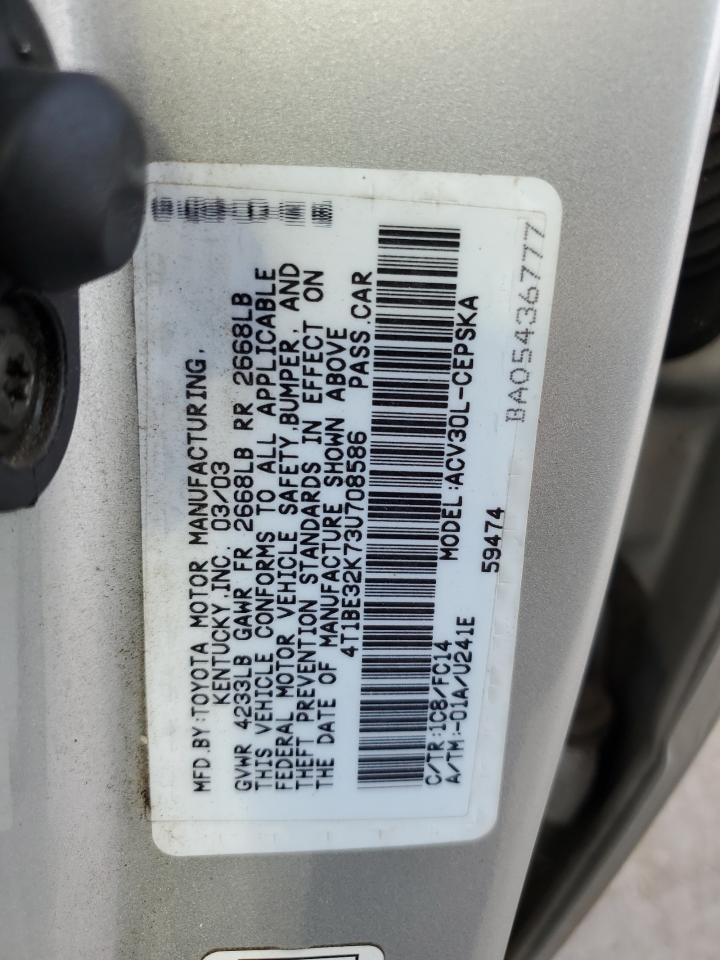 MFD.BY:TOYOTA MOTOR MANUFACTURING,
KENTUCKY,INC. 03/03
GVWR 4233LB GAWR FR 2668LB RR 2668LB
THIS VEHICLE CONFORMS TO ALL APPLICABLE
FEDERAL MOTOR VEHICLE SAFETY,BUMPER, AND
THEFT PREVENTION STANDARDS IN EFFECT ON
THE DATE OF MANUFACTURE SHOWN ABOVE
4T1BE32K73U708586 PASS.CAR
C/TR:1C8/FC14 MODEL:ACV30L-CEPSKA
A/TM:-01A/U241E
59474
BA05436777